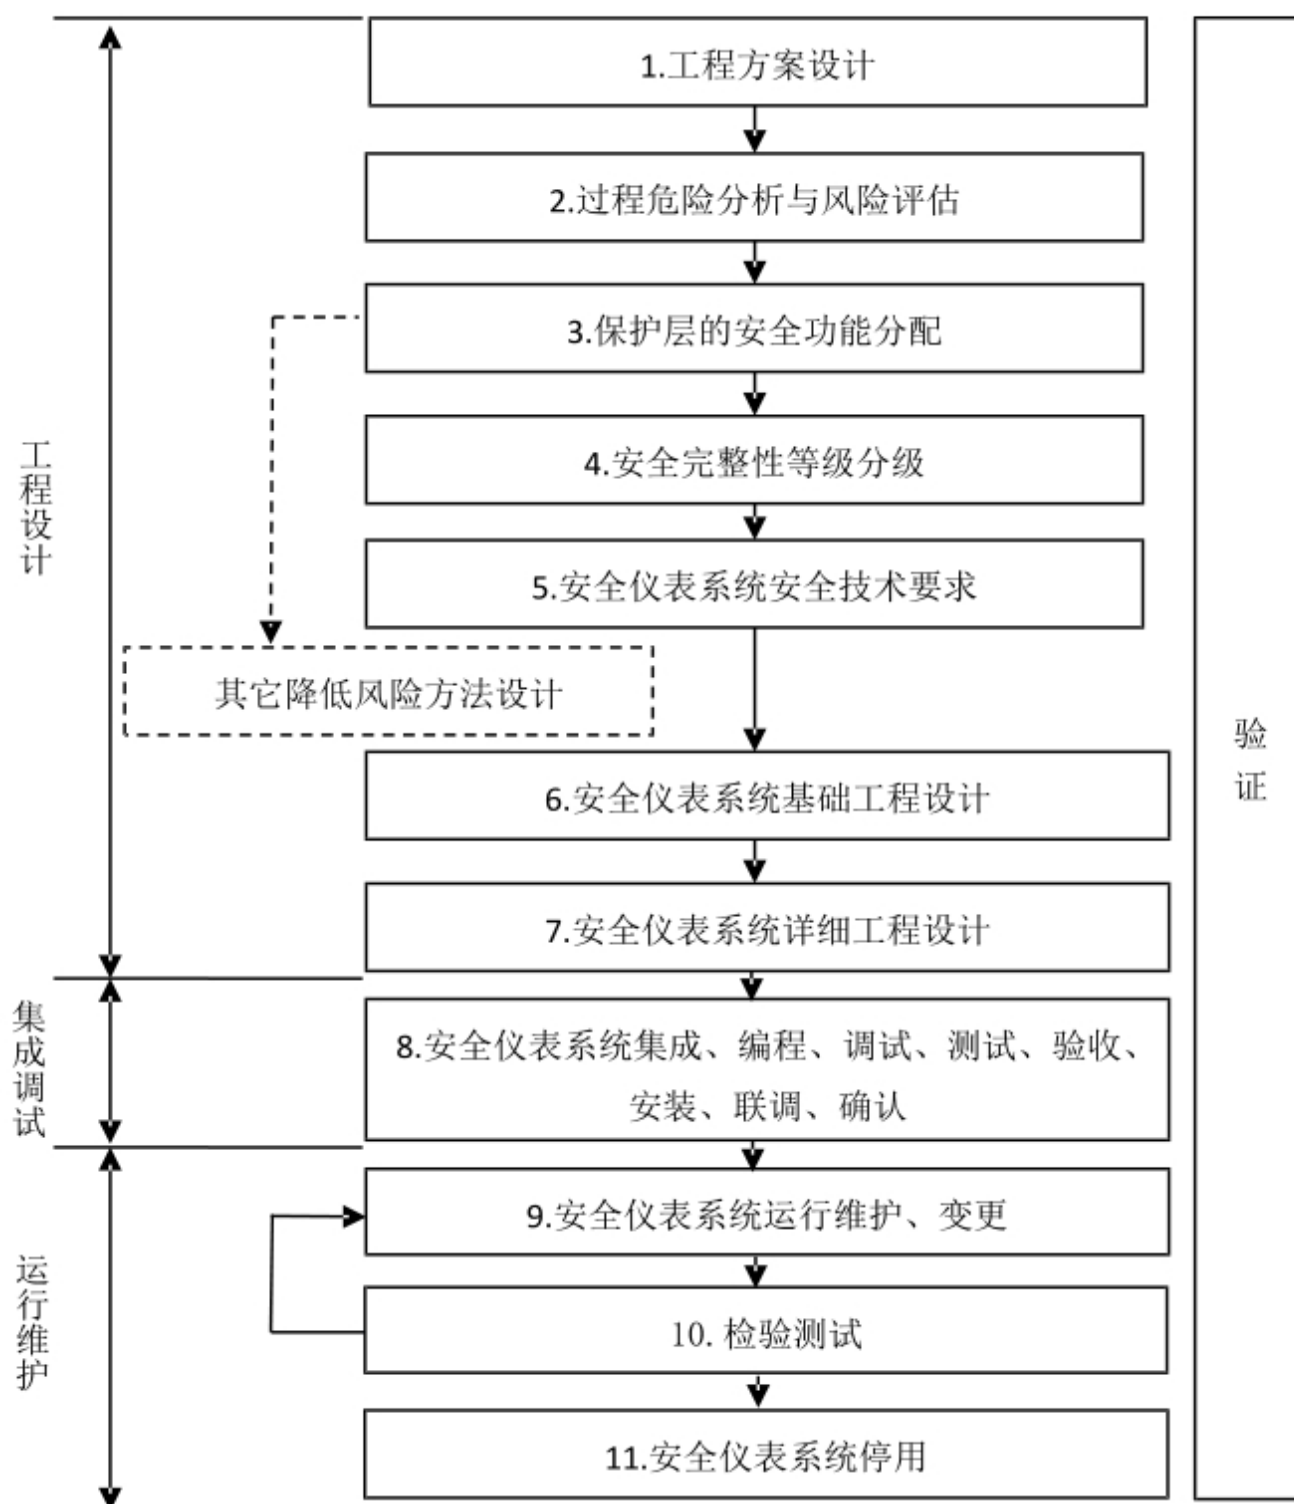 1.工程方案设计
2.过程危险分析与风险评估
3.保护层的安全功能分配
4.安全完整性等级分级
5.安全仪表系统安全技术要求
其它降低风险方法设计
6.安全仪表系统基础工程设计
7.安全仪表系统详细工程设计
工程设计
8.安全仪表系统集成、编程、调试、测试、验收、
安装、联调、确认
集成调试
9.安全仪表系统运行维护、变更
10. 检验测试
11.安全仪表系统停用
运行维护
验
证